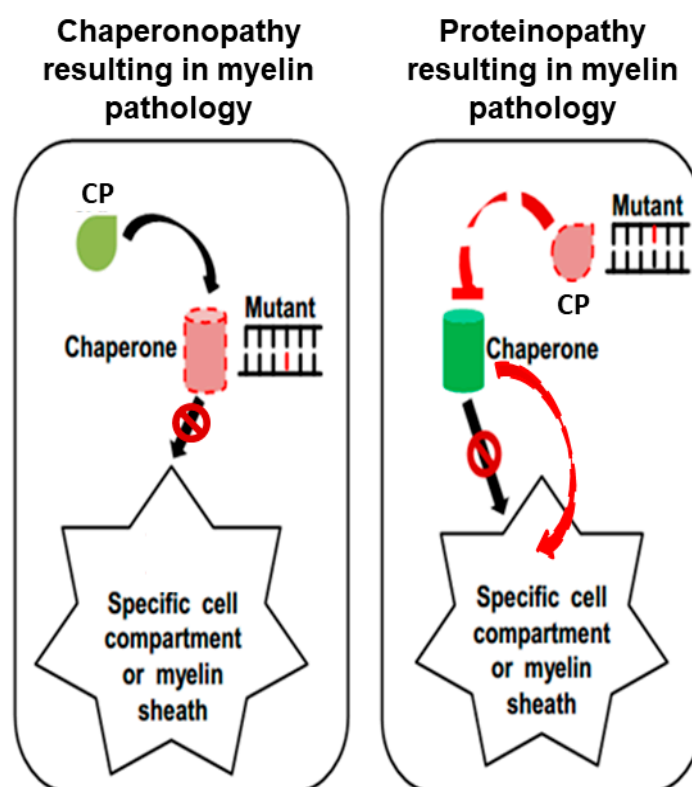 Chaperonopathy
resulting in myelin
pathology
CP
Mutant
Chaperone
Specific cell
compartment
or myelin
sheath
Proteinopathy
resulting in myelin
pathology
Mutant
CP
Chaperone
Specific cell
compartment
or myelin
sheath